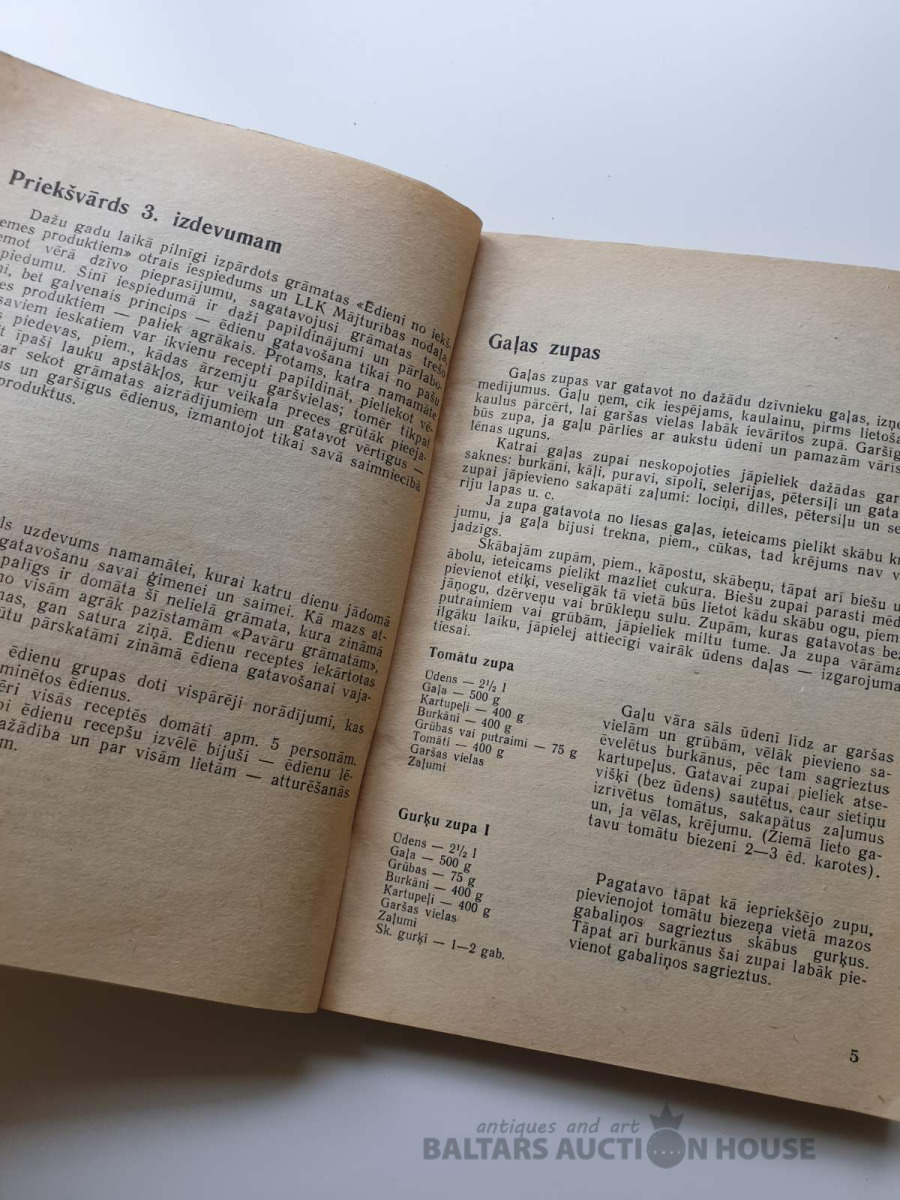 Priekšvārds 3. izdevumam
Dažu gadu laikā pilnīgi izpārdots grāmatas «Ēdieni no iekš-
zemes produktiem» otrais iespiedums un LLK Mājturības nodaļa,
ņemot vērā dzīvo pieprasījumu, sagatavojusi grāmatas trešo
iespiedumu. Šinī iespiedumā ir daži papildinājumi un pārlabo-
bet galvenais princips — ēdienu gatavošana tikai no pašu
produktiem — paliek agrākais. Protams, katra namamāte
saviem ieskatiem var ikvienu recepti papildināt, pieliekot vē-
piedevas, piem., kādas ārzemju garšvielas; tomēr tikpat
īpaši lauku apstākļos, kur veikala preces grūtāk pieeja-
sekot grāmatas aizrādījumiem un gatavot vērtīgus —
un garšīgus ēdienus, izmantojot tikai savā saimniecībā
produktus.
uzdevums namamātei, kurai katru dienu jādomā
gatavošanu savai ģimenei un saimei. Kā mazs at-
palīgs ir domāta šī nelielā grāmata, kura zināmā
no visām agrāk pazīstamām «Pavāru grāmatām»,
gan satura ziņā. Ēdienu receptes iekārtotas
pārskatāmi zināmā ēdiena gatavošanai vaja-
ēdienu grupas doti vispārēji norādījumi, kas
minētos ēdienus.
visās receptēs domāti apm. 5 personām.
ēdienu recepšu izvēlē bijuši — ēdienu lē-
un par visām lietām — atturēšanās
Gaļas zupas
Gaļas zupas var gatavot no dažādu dzīvnieku gaļas, izņe
medījumus. Gaļu ņem, cik iespējams, kaulainu, pirms lietoša
kaulus pārcērt, lai garšas vielas labāk ievārītos zupā. Garšīg
būs zupa, ja gaļu pārlies ar aukstu ūdeni un pamazām vārīs
lēnas uguns.
Katrai gaļas zupai neskopojoties jāpieliek dažādas gar
saknes: burkāni, kāļi, puravi, sīpoli, selerijas, pētersiļi un gata
zupai jāpievieno sakapāti zaļumi: lociņi, dilles, pētersiļu un se
riju lapas u. c.
Ja zupa gatavota no liesas gaļas, ieteicams pielikt skābu kr
jumu, ja gaļa bijusi trekna, piem., cūkas, tad krējums nav v
jadzīgs.
Skābajām zupām, piem., kāpostu, skābeņu, tāpat arī biešu u
ābolu, ieteicams pielikt mazliet cukura. Biešu zupai parasti mēd
pievienot etiķi, veselīgāk tā vietā būs lietot kādu skābu ogu, piem
jāņogu, dzērveņu vai brūkleņu sulu. Zupām, kuras gatavotas bez
putraimiem vai grūbām, jāpieliek miltu tume. Ja zupa vārāma
ilgāku laiku, jāpielej attiecīgi vairāk ūdens daļas — izgarojuma
tiesai.
Tomātu zupa
Ūdens — 2½ l
Gaļa — 500 g
Kartupeļi — 400 g
Burkāni — 400 g
Grūbas vai putraimi — 75 g
Tomāti — 400 g
Garšas vielas
Zaļumi
Gaļu vāra sāls ūdenī līdz ar garšas
vielām un grūbām, vēlāk pievieno sa-
ēvelētus burkānus, pēc tam sagrieztus
kartupeļus. Gatavai zupai pieliek atse-
višķi (bez ūdens) sautētus, caur sietiņu
izrīvētus tomātus, sakapātus zaļumus
un, ja vēlas, krējumu. (Ziemā lieto ga-
tavu tomātu biezeni 2—3 ēd. karotes).
Gurķu zupa I
Ūdens — 2½ l
Gaļa — 500 g
Grūbas — 75 g
Burkāni — 400 g
Kartupeļi — 400 g
Garšas vielas
Zaļumi
Sk. gurķi — 1—2 gab.
Pagatavo tāpat kā iepriekšējo zupu,
pievienojot tomātu biezeņa vietā mazos
gabaliņos sagrieztus skābus gurķus.
Tāpat arī burkānus šai zupai labāk pie-
vienot gabaliņos sagrieztus.
5
antiques and art
BALTARS AUCTION HOUSE